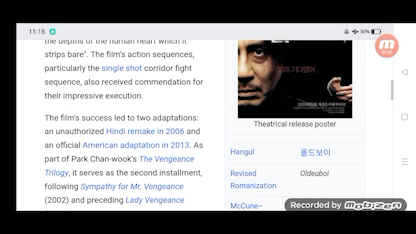 11:18
50%
the depths of the human heart which it
strips bare". The film's action sequences,
particularly the single shot corridor fight
sequence, also received commendation for
their impressive execution.
The film's success led to two adaptations:
an unauthorized Hindi remake in 2006 and
an official American adaptation in 2013. As
part of Park Chan-wook's The Vengeance
Trilogy, it serves as the second installment,
following Sympathy for Mr. Vengeance
(2002) and preceding Lady Vengeance
Theatrical release poster
Hangul 올드보이
Revised Oldeuboi
Romanization
McCune–
Recorded by Mobizen